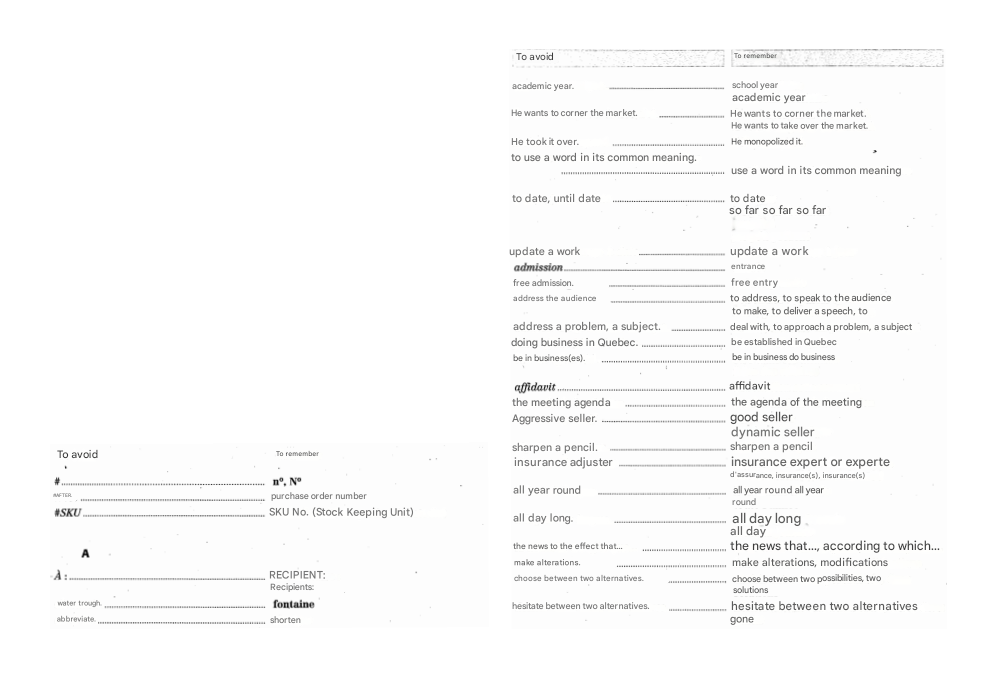 To avoid To remember
# nº, Nº
#AFTER. purchase order number
#SKU SKU No. (Stock Keeping Unit)
A
À : RECIPIENT:
Recipients:
water trough. fontaine
abbreviate. shorten
To avoid To remember
academic year. school year
academic year
He wants to corner the market. He wants to corner the market.
He wants to take over the market.
He took it over. He monopolized it.
to use a word in its common meaning.
use a word in its common meaning
to date, until date to date
so far so far so far
update a work update a work
admission entrance
free admission. free entry
address the audience to address, to speak to the audience
to make, to deliver a speech, to
address a problem, a subject. deal with, to approach a problem, a subject
doing business in Quebec. be established in Quebec
be in business(es). be in business do business
affidavit affidavit
the meeting agenda the agenda of the meeting
Aggressive seller. good seller
dynamic seller
sharpen a pencil. sharpen a pencil
insurance adjuster insurance expert or experte
d'assurance, insurance(s), insurance(s)
all year round all year round all year
round
all day long. all day long
all day
the news to the effect that... the news that..., according to which...
make alterations. make alterations, modifications
choose between two alternatives. choose between two possibilities, two
solutions
hesitate between two alternatives. hesitate between two alternatives
gone